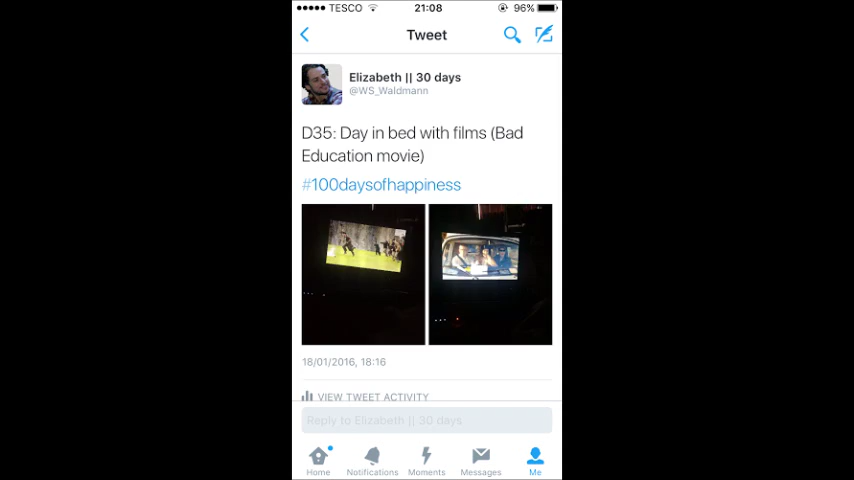 TESCO 21:08 96%
Tweet
Elizabeth || 30 days
@WS_Waldmann
D35: Day in bed with films (Bad
Education movie)
#100daysofhappiness
18/01/2016, 18:16
VIEW TWEET ACTIVITY
Reply to Elizabeth || 30 days
Home Notifications Moments Messages Me